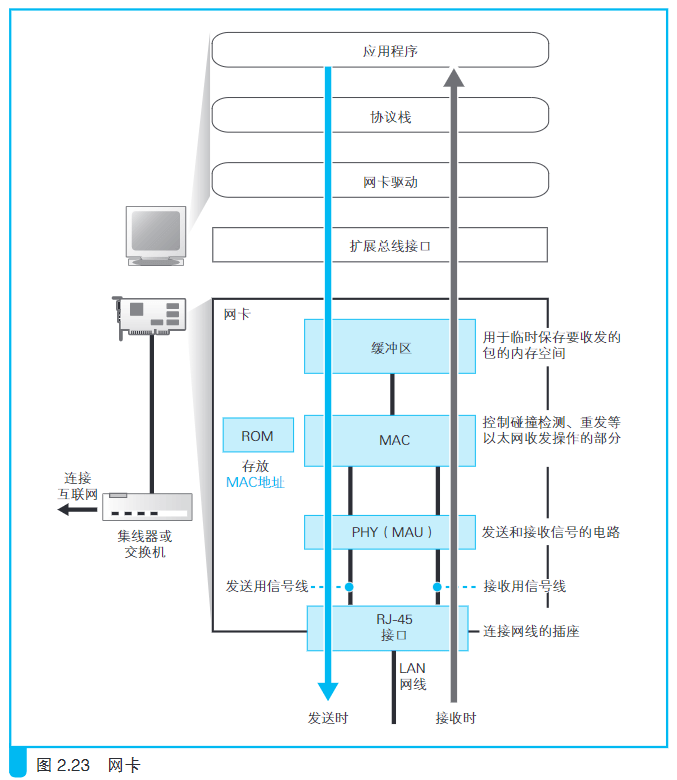 应用程序
协议栈
网卡驱动
扩展总线接口
网卡
缓冲区
用于临时保存要收发的
包的内存空间
ROM
存放
MAC地址
MAC
控制碰撞检测、重发等
以太网收发操作的部分
连接
互联网
集线器或
交换机
PHY（MAU）
发送和接收信号的电路
发送用信号线
接收用信号线
RJ-45
接口
连接网线的插座
LAN
网线
发送时
接收时
图 2.23 网卡